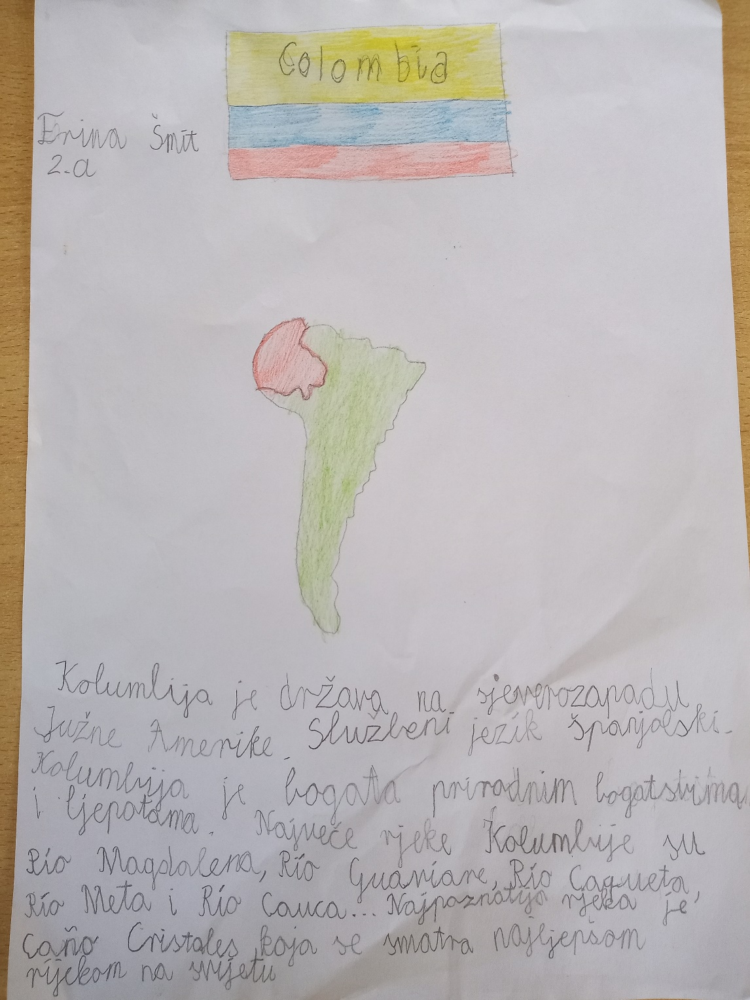 Colombia
Erina Šmit
2.a
Kolumbija je država na sjeverozapadu
Južne Amerike. Službeni jezik španjolski.
Kolumbija je bogata prirodnim bogatstvima
i ljepotama. Najveće rjeke Kolumbije su
Río Magdalena, Río Guaviare, Río Caqueta,
Río Meta i Río Cauca... Najpoznatija rjeka je
Caño Cristales koja se smatra najljepšom
rijekom na svijetu